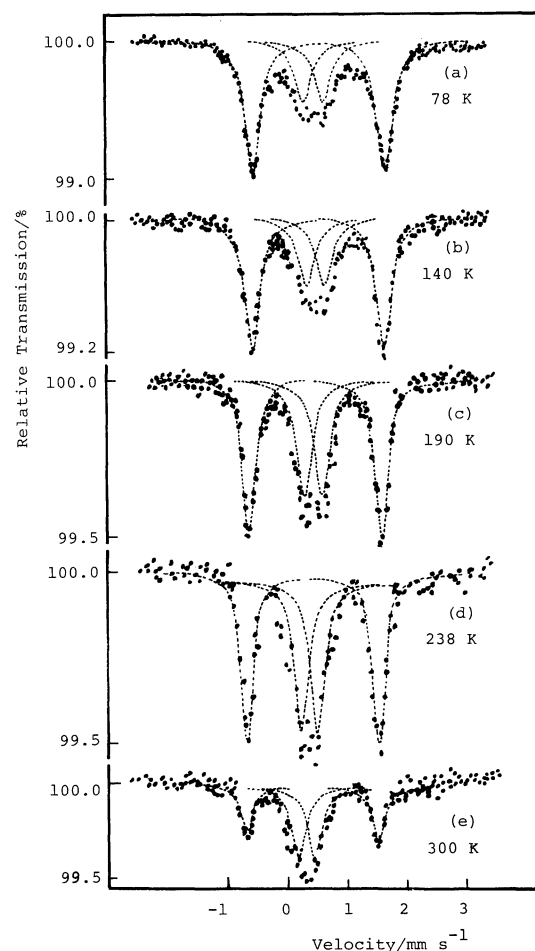 Relative Transmission/%
100.0
99.0
(a)
78 K
100.0
99.2
(b)
140 K
100.0
99.5
(c)
190 K
100.0
99.5
(d)
238 K
100.0
99.5
(e)
300 K
-1 0 1 2 3
Velocity/mm s-1